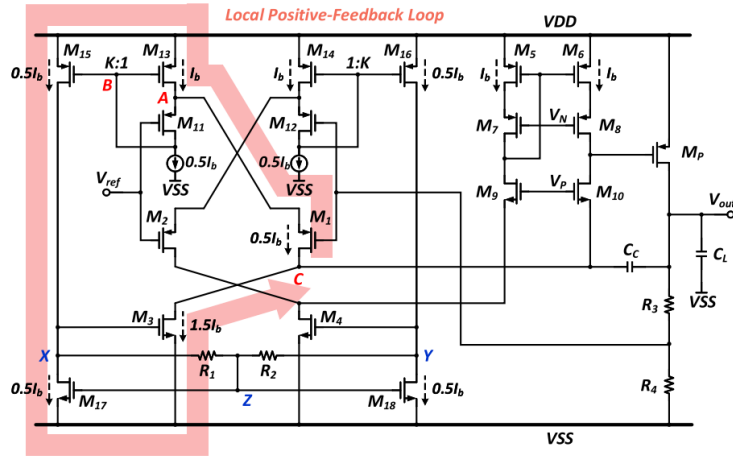 Local Positive-Feedback Loop
VDD
M15 M13 M14 M16 M5 M6
0.5Ib K:1 Ib Ib 1:K 0.5Ib Ib Ib
B A
M11 M12 M7 VN M8
0.5Ib 0.5Ib MP
Vref VSS VSS M9 VP M10 Vout
M2 M1
0.5Ib CC CL
C VSS
M3 1.5Ib M4 R3
X R1 R2 Y
0.5Ib M17 Z M18 0.5Ib R4
VSS